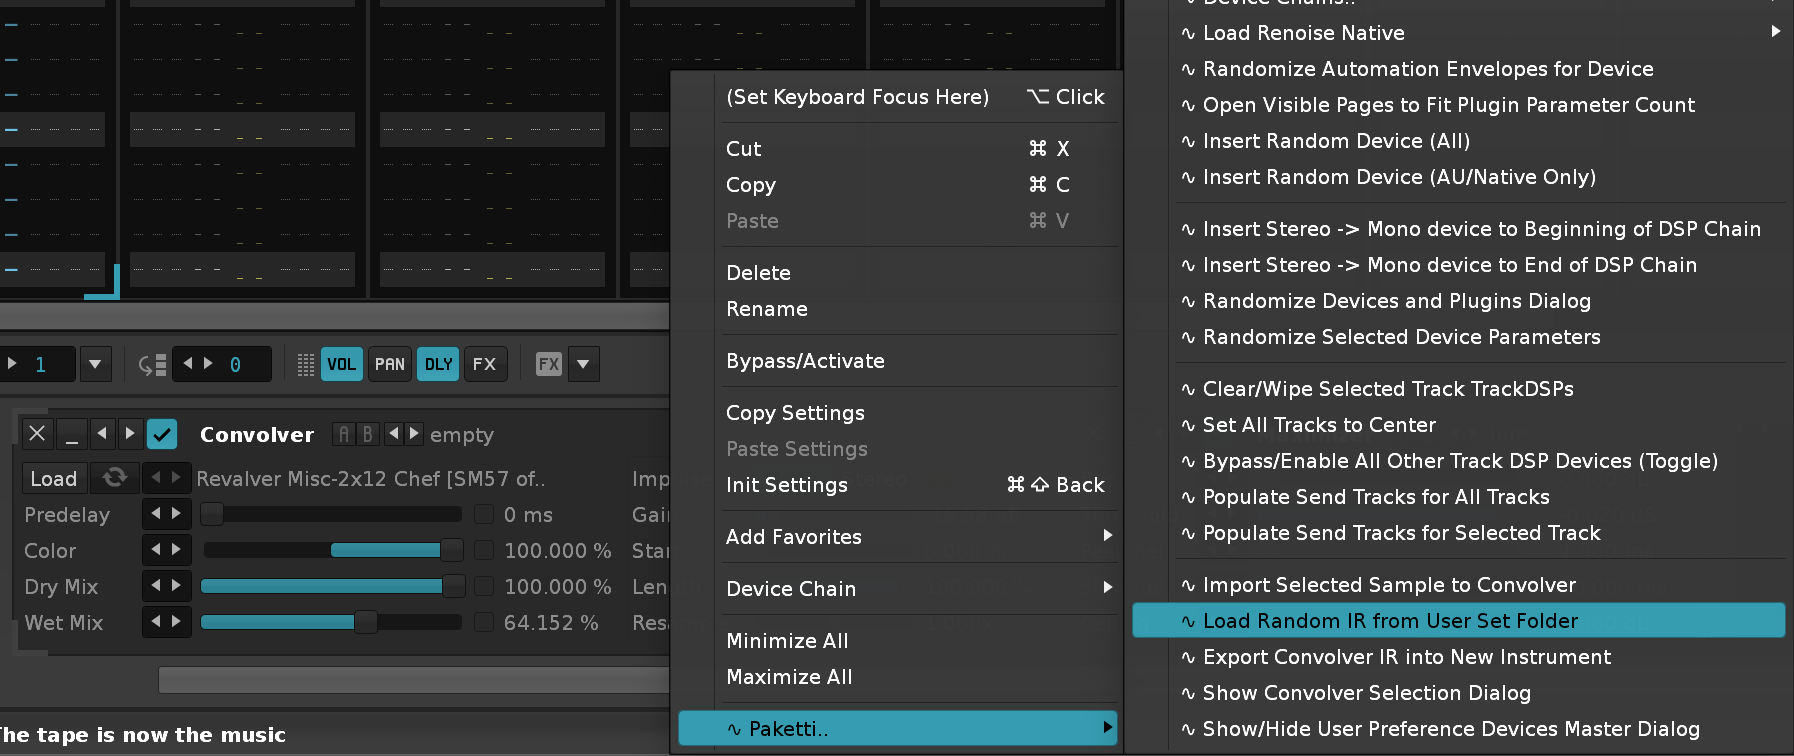 Device Chains..
∿ Load Renoise Native
∿ Randomize Automation Envelopes for Device
∿ Open Visible Pages to Fit Plugin Parameter Count
∿ Insert Random Device (All)
∿ Insert Random Device (AU/Native Only)
∿ Insert Stereo -> Mono device to Beginning of DSP Chain
∿ Insert Stereo -> Mono device to End of DSP Chain
∿ Randomize Devices and Plugins Dialog
∿ Randomize Selected Device Parameters
∿ Clear/Wipe Selected Track TrackDSPs
∿ Set All Tracks to Center
∿ Bypass/Enable All Other Track DSP Devices (Toggle)
∿ Populate Send Tracks for All Tracks
∿ Populate Send Tracks for Selected Track
∿ Import Selected Sample to Convolver
∿ Load Random IR from User Set Folder
∿ Export Convolver IR into New Instrument
∿ Show Convolver Selection Dialog
∿ Show/Hide User Preference Devices Master Dialog
(Set Keyboard Focus Here) ⌥ Click
Cut ⌘ X
Copy ⌘ C
Paste ⌘ V
Delete
Rename
Bypass/Activate
Copy Settings
Paste Settings
Init Settings ⌘⇧ Back
Add Favorites
Device Chain
Minimize All
Maximize All
∿ Paketti..
1 0 VOL PAN DLY FX FX
Convolver A B empty
Load Revalver Misc-2x12 Chef [SM57 of..
Predelay 0 ms
Color 100.000 %
Dry Mix 100.000 %
Wet Mix 64.152 %
The tape is now the music